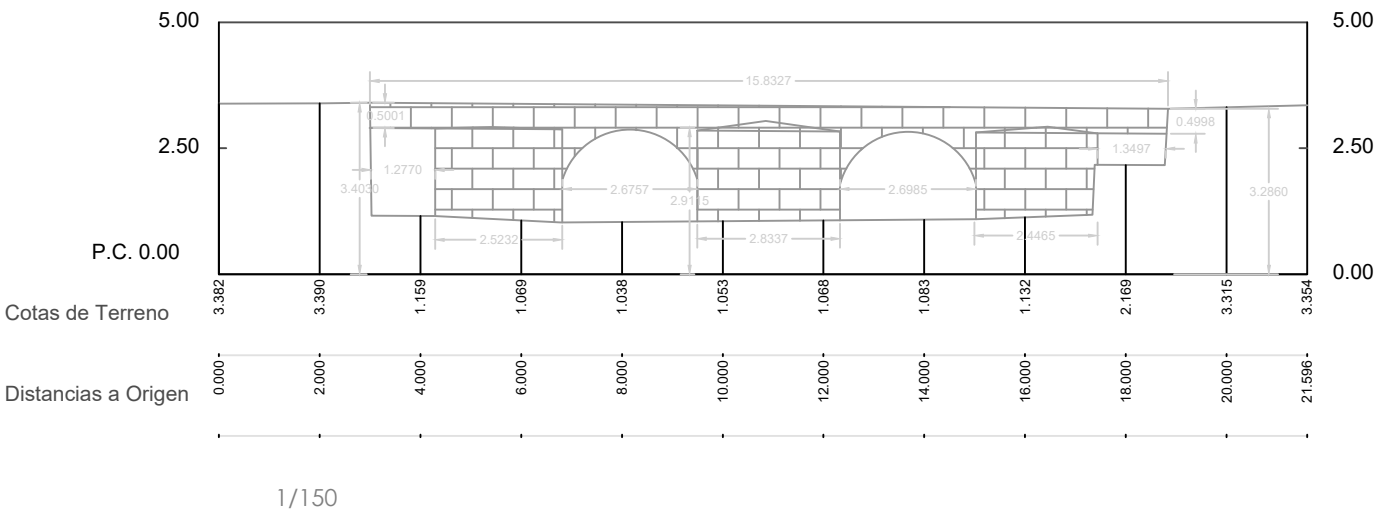 5.00 5.00
15.8327
0.5001 0.4998
2.50 2.50
1.2770 1.3497
3.4030 2.6757 2.9115 2.6985 3.2860
2.5232 2.8337 2.4465
P.C. 0.00 0.00
Cotas de Terreno 3.382 3.390 1.159 1.069 1.038 1.053 1.068 1.083 1.132 2.169 3.315 3.354
Distancias a Origen 0.000 2.000 4.000 6.000 8.000 10.000 12.000 14.000 16.000 18.000 20.000 21.596
1/150